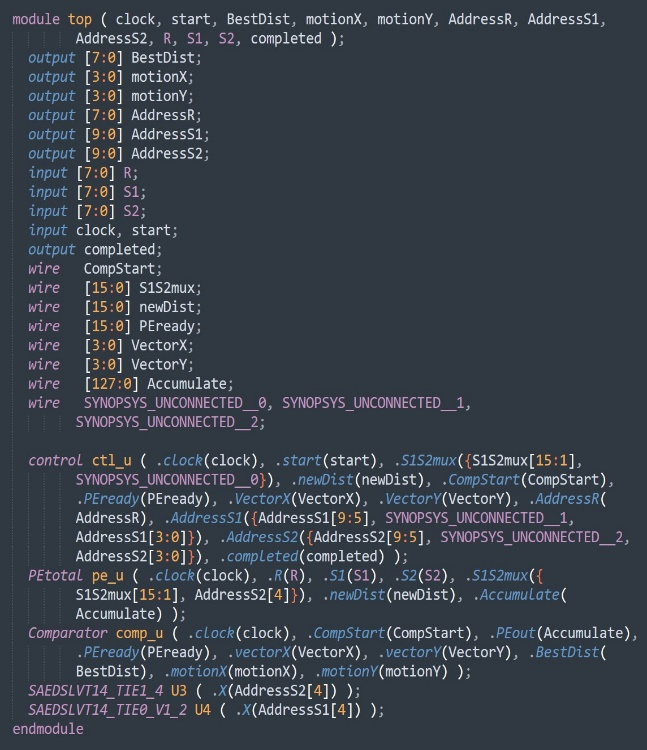 module top ( clock, start, BestDist, motionX, motionY, AddressR, AddressS1,
AddressS2, R, S1, S2, completed );
output [7:0] BestDist;
output [3:0] motionX;
output [3:0] motionY;
output [7:0] AddressR;
output [9:0] AddressS1;
output [9:0] AddressS2;
input [7:0] R;
input [7:0] S1;
input [7:0] S2;
input clock, start;
output completed;
wire CompStart;
wire [15:0] S1S2mux;
wire [15:0] newDist;
wire [15:0] PEready;
wire [3:0] VectorX;
wire [3:0] VectorY;
wire [127:0] Accumulate;
wire SYNOPSYS_UNCONNECTED__0, SYNOPSYS_UNCONNECTED__1,
SYNOPSYS_UNCONNECTED__2;
control ctl_u ( .clock(clock), .start(start), .S1S2mux({S1S2mux[15:1],
SYNOPSYS_UNCONNECTED__0}), .newDist(newDist), .CompStart(CompStart),
.PEready(PEready), .VectorX(VectorX), .VectorY(VectorY), .AddressR(
AddressR), .AddressS1({AddressS1[9:5], SYNOPSYS_UNCONNECTED__1,
AddressS1[3:0]}), .AddressS2({AddressS2[9:5], SYNOPSYS_UNCONNECTED__2,
AddressS2[3:0]}), .completed(completed) );
PEtotal pe_u ( .clock(clock), .R(R), .S1(S1), .S2(S2), .S1S2mux({
S1S2mux[15:1], AddressS2[4]}), .newDist(newDist), .Accumulate(
Accumulate) );
Comparator comp_u ( .clock(clock), .CompStart(CompStart), .PEout(Accumulate),
.PEready(PEready), .vectorX(VectorX), .vectorY(VectorY), .BestDist(
BestDist), .motionX(motionX), .motionY(motionY) );
SAEDSLVT14_TIE1_4 U3 ( .X(AddressS2[4]) );
SAEDSLVT14_TIE0_V1_2 U4 ( .X(AddressS1[4]) );
endmodule